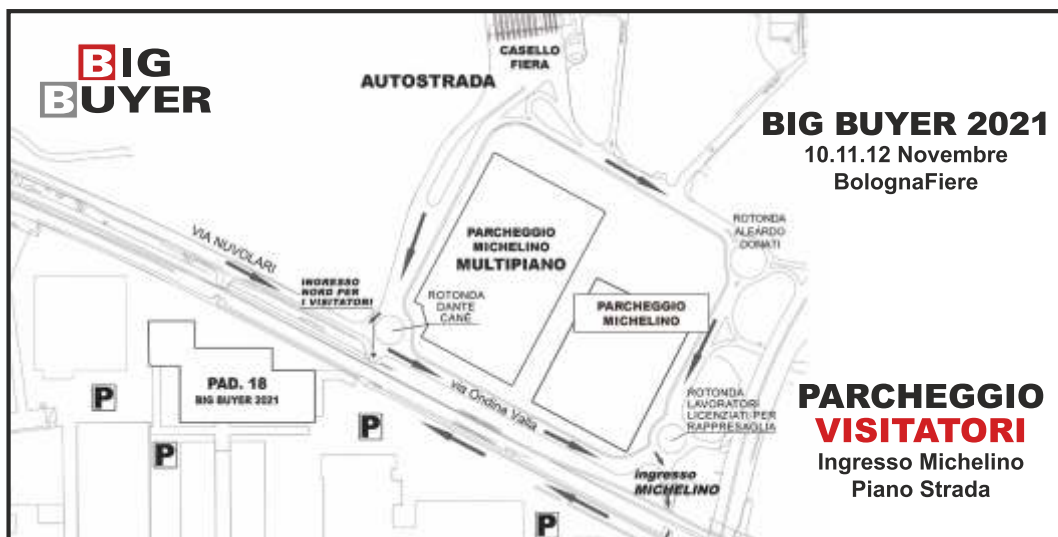 BIG
BUYER
AUTOSTRADA
CASELLO
FIERA
BIG BUYER 2021
10.11.12 Novembre
BolognaFiere
VIA NUVOLARI
INGRESSO
NORD PER
I VISITATORI
ROTONDA
DANTE
CANÈ
PARCHEGGIO
MICHELINO
MULTIPIANO
PARCHEGGIO
MICHELINO
ROTONDA
ALEARDO
DONATI
PAD. 18
BIG BUYER 2021
P
P
P
P
via Ondina Valla
ROTONDA
LAVORATORI
LICENZIATI PER
RAPPRESAGLIA
ingresso
MICHELINO
PARCHEGGIO
VISITATORI
Ingresso Michelino
Piano Strada